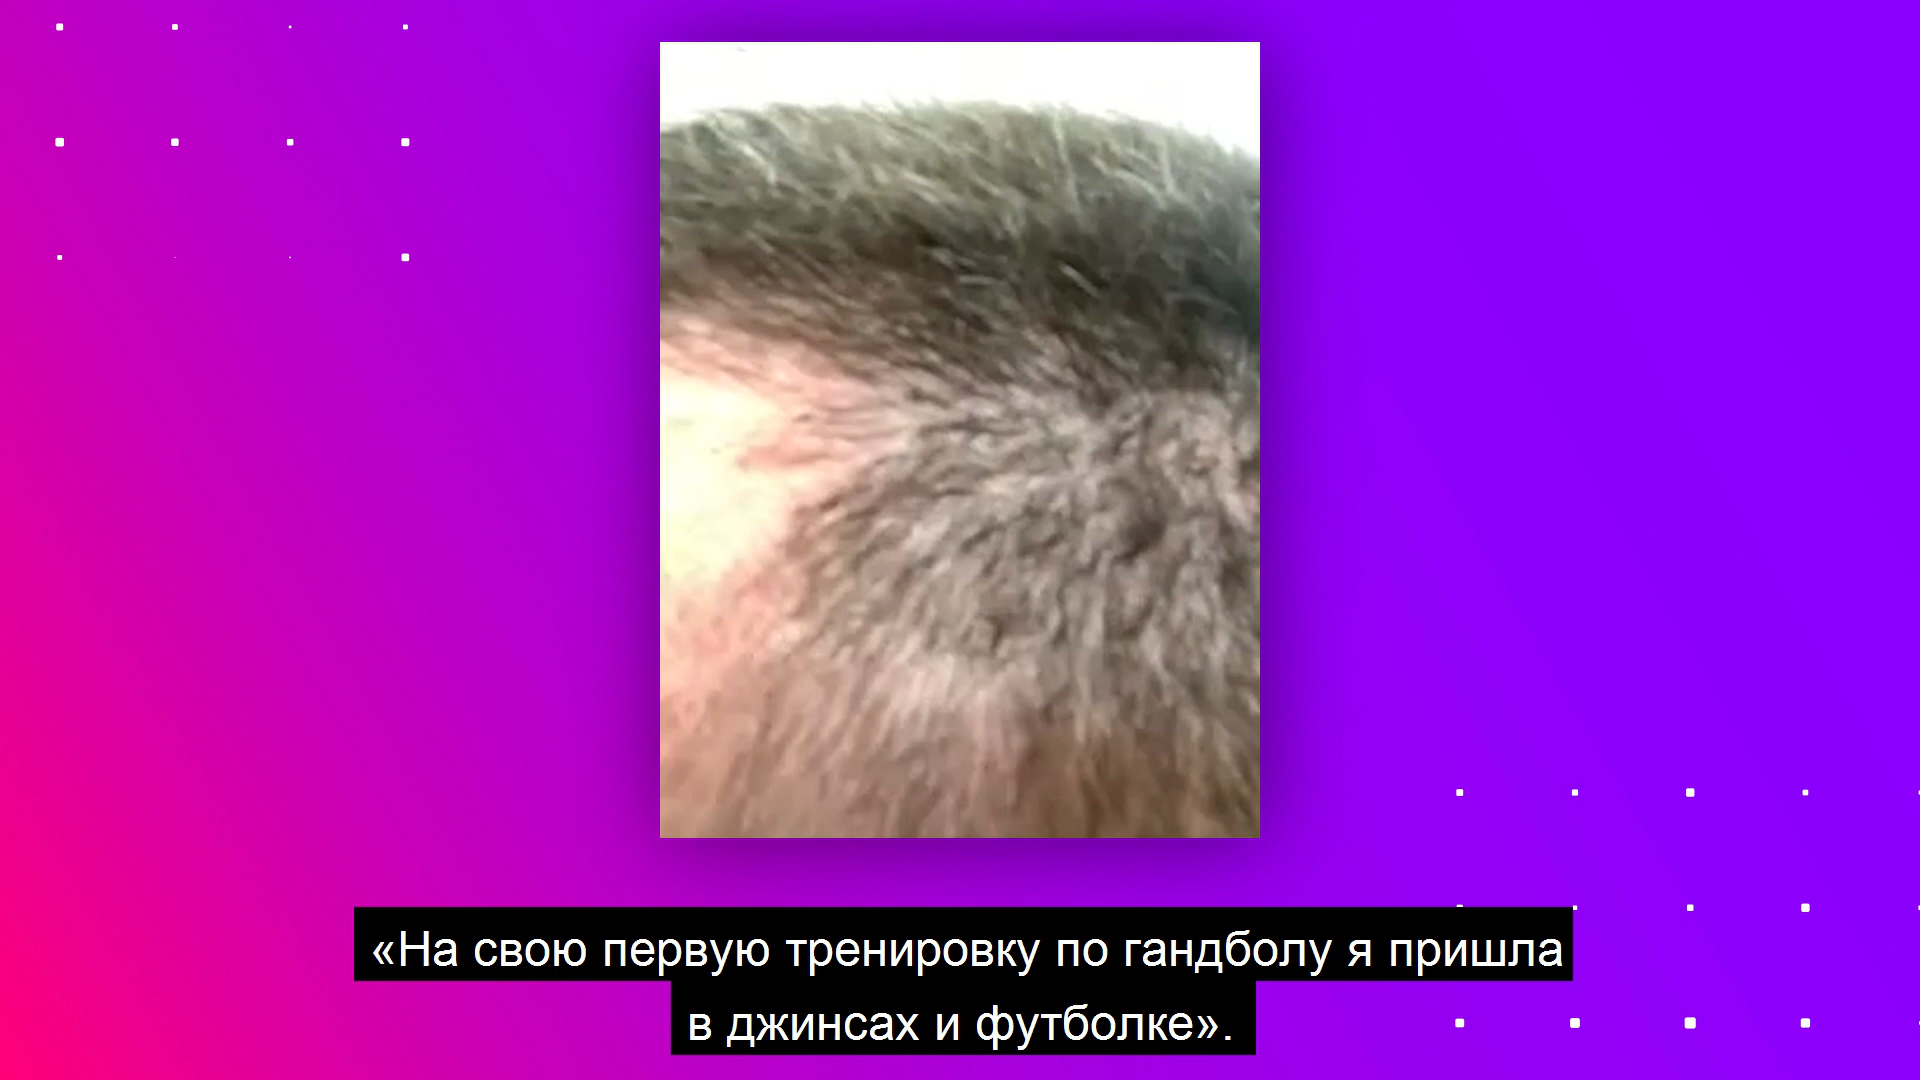 «На свою первую тренировку по гандболу я пришла
в джинсах и футболке».